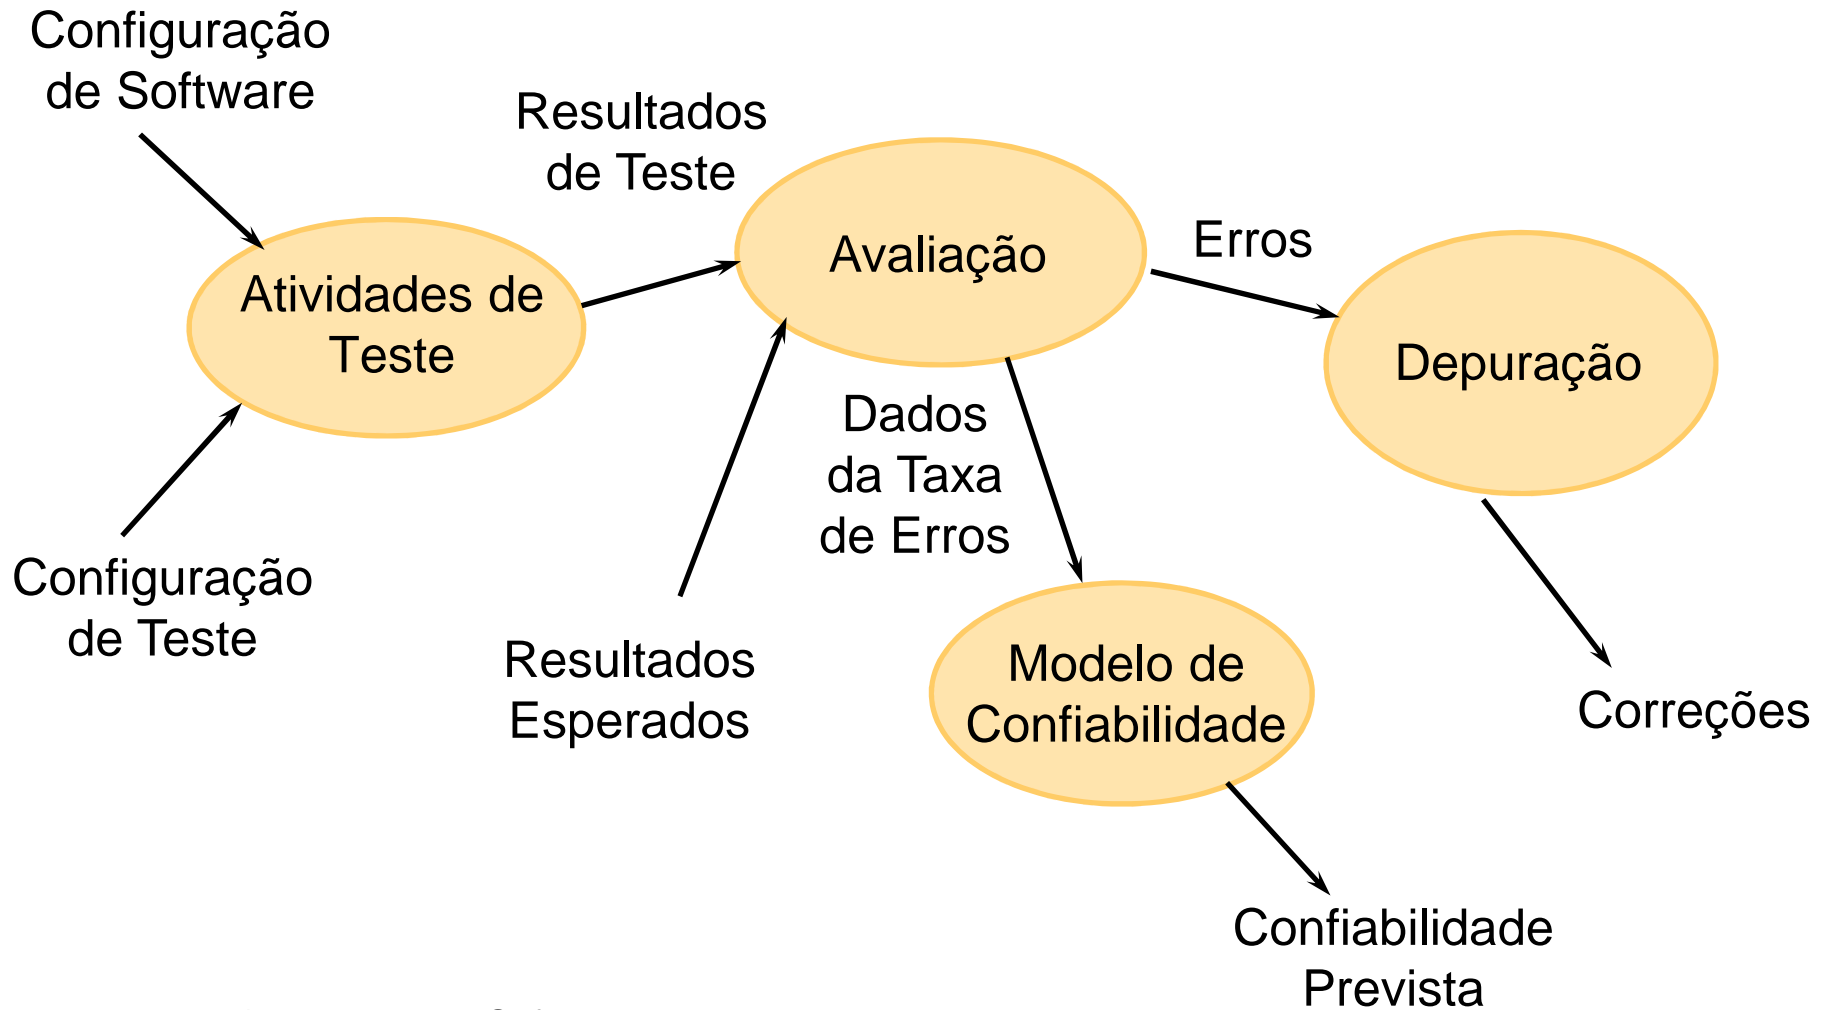 Configuração
de Software
Resultados
de Teste
Avaliação
Erros
Atividades de
Teste
Depuração
Dados
da Taxa
de Erros
Configuração
de Teste
Resultados
Esperados
Modelo de
Confiabilidade
Correções
Confiabilidade
Prevista